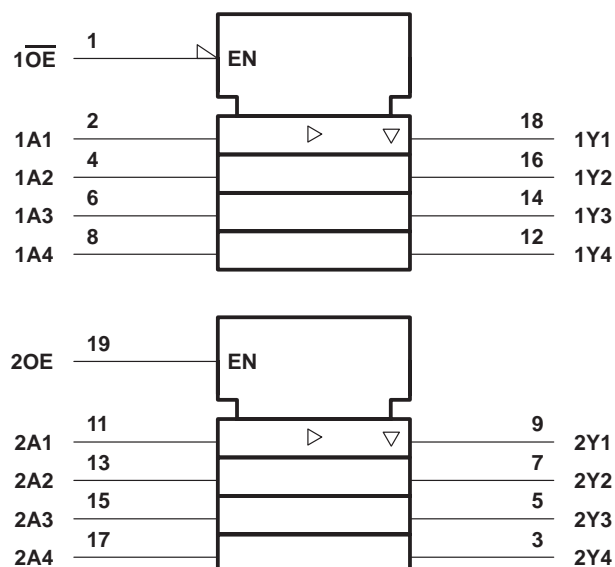 1O̅E̅ 1 EN
1A1 2 18 1Y1
1A2 4 16 1Y2
1A3 6 14 1Y3
1A4 8 12 1Y4
2OE 19 EN
2A1 11 9 2Y1
2A2 13 7 2Y2
2A3 15 5 2Y3
2A4 17 3 2Y4